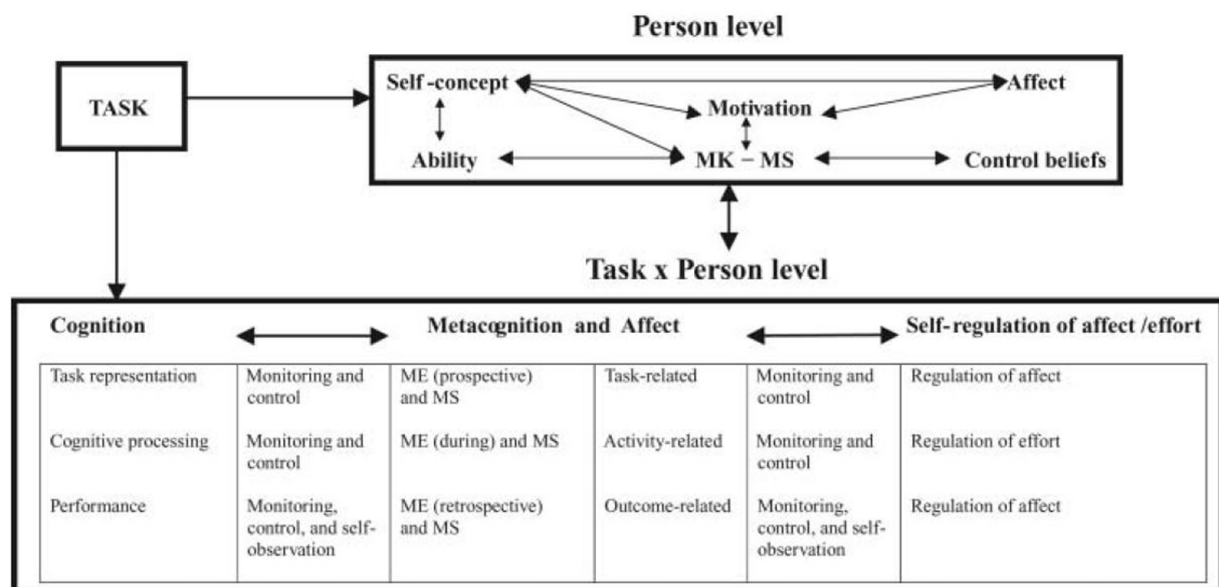 Person level
TASK
Self-concept
Affect
Motivation
Ability
MK – MS
Control beliefs
Task x Person level
Cognition
Metacognition and Affect
Self-regulation of affect /effort
Task representation
Monitoring and
control
ME (prospective)
and MS
Task-related
Monitoring and
control
Regulation of affect
Cognitive processing
Monitoring and
control
ME (during) and MS
Activity-related
Monitoring and
control
Regulation of effort
Performance
Monitoring,
control, and self-
observation
ME (retrospective)
and MS
Outcome-related
Monitoring,
control, and self-
observation
Regulation of affect